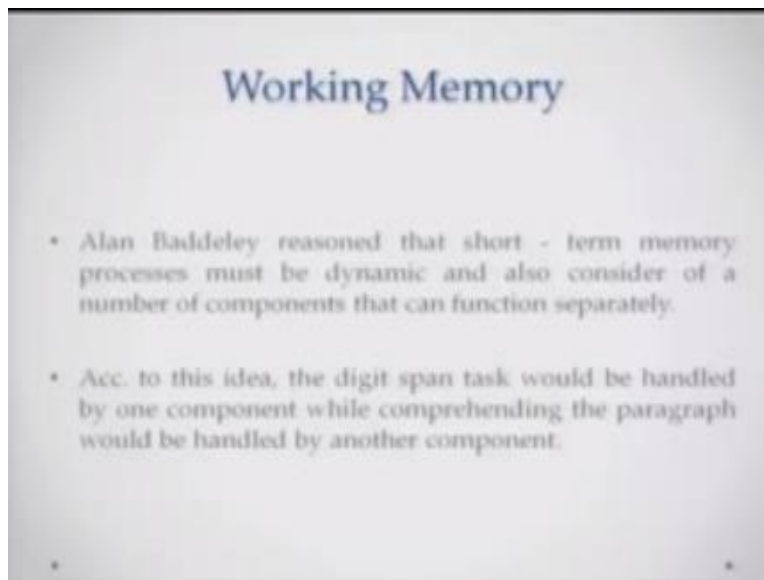 Working Memory
• Alan Baddeley reasoned that short - term memory
processes must be dynamic and also consider of a
number of components that can function separately.
• Acc. to this idea, the digit span task would be handled
by one component while comprehending the paragraph
would be handled by another component.